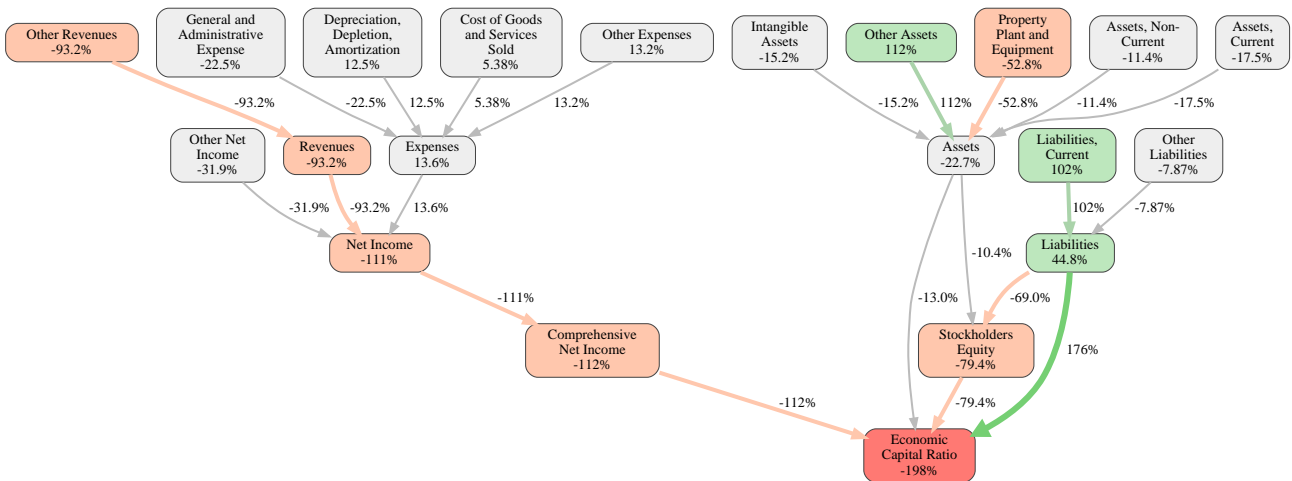 Other Revenues
-93.2%
General and
Administrative
Expense
-22.5%
Depreciation,
Depletion,
Amortization
12.5%
Cost of Goods
and Services
Sold
5.38%
Other Expenses
13.2%
Intangible
Assets
-15.2%
Other Assets
112%
Property
Plant and
Equipment
-52.8%
Assets, Non-
Current
-11.4%
Assets,
Current
-17.5%
-93.2%
-22.5%
12.5%
5.38%
13.2%
-15.2%
112%
-52.8%
-11.4%
-17.5%
Other Net
Income
-31.9%
Revenues
-93.2%
Expenses
13.6%
Assets
-22.7%
Liabilities,
Current
102%
Other
Liabilities
-7.87%
-31.9%
-93.2%
13.6%
102%
-7.87%
Net Income
-111%
-10.4%
Liabilities
44.8%
-111%
-13.0%
-69.0%
Comprehensive
Net Income
-112%
Stockholders
Equity
-79.4%
176%
-112%
-79.4%
Economic
Capital Ratio
-198%